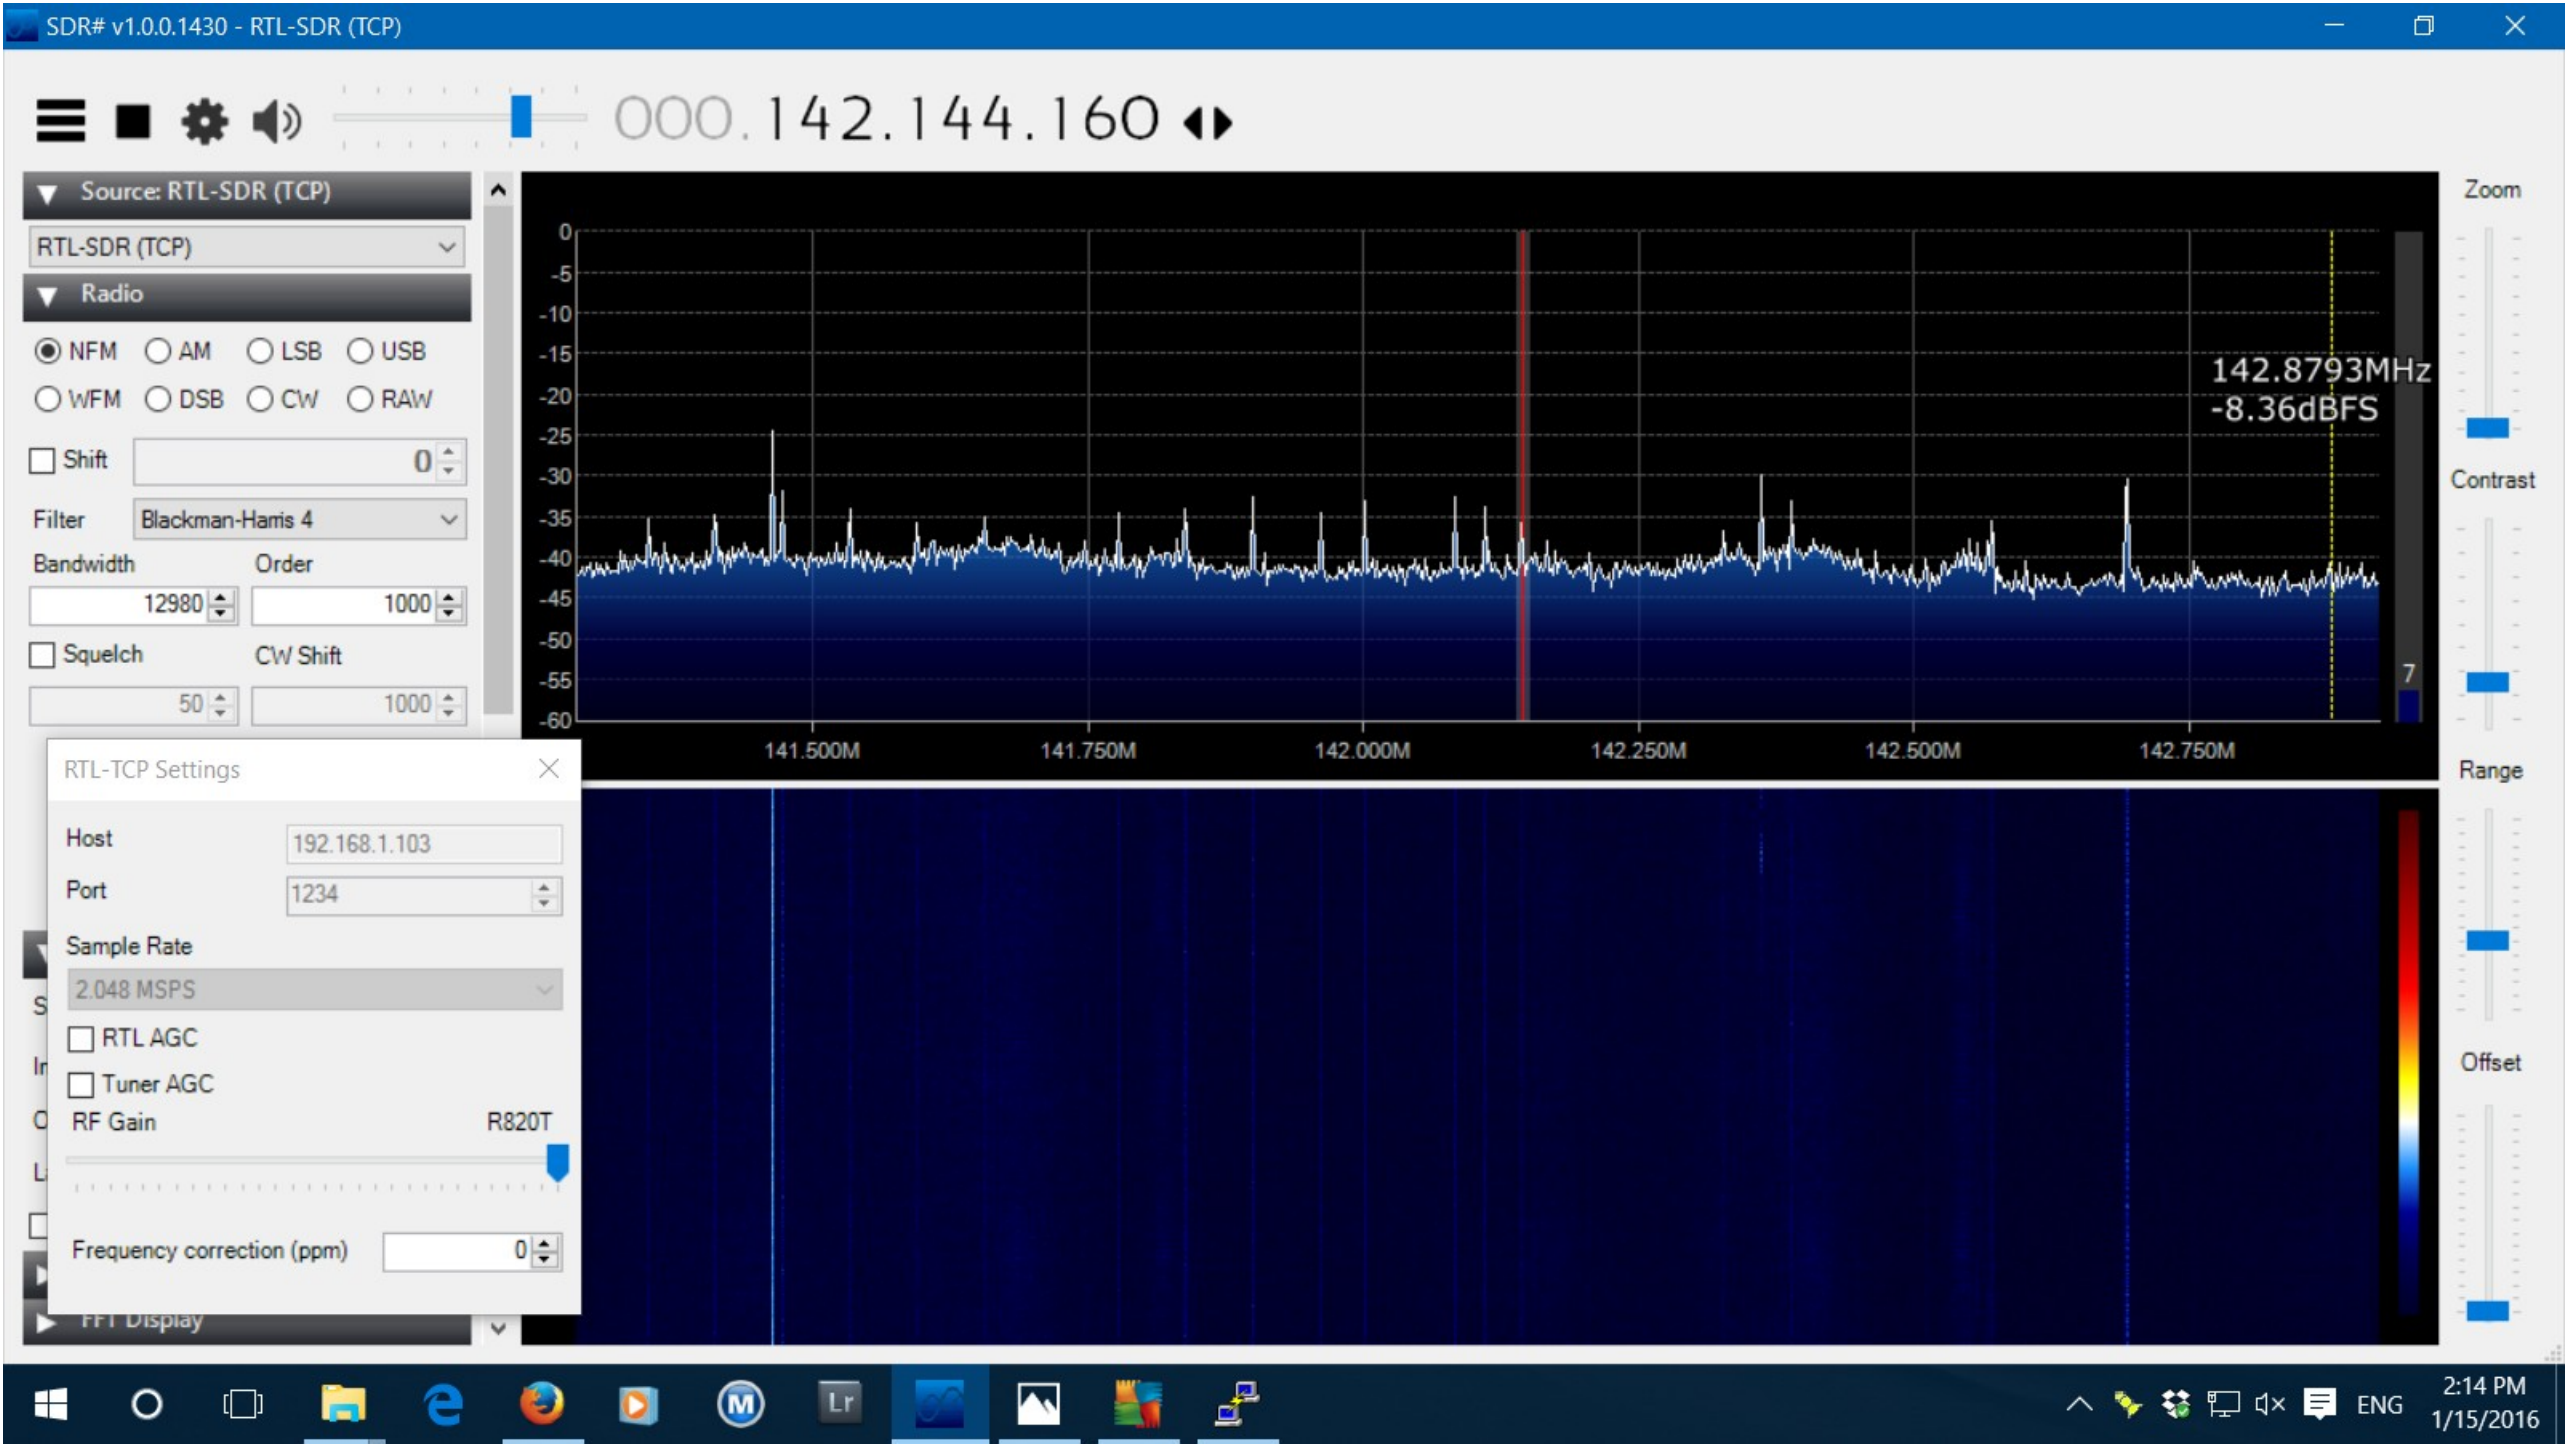 SDR# v1.0.0.1430 - RTL-SDR (TCP)
000.142.144.160
Source: RTL-SDR (TCP)
RTL-SDR (TCP)
Radio
NFM AM LSB USB
WFM DSB CW RAW
Shift 0
Filter Blackman-Harris 4
Bandwidth Order
12980 1000
Squelch CW Shift
50 1000
RTL-TCP Settings
Host 192.168.1.103
Port 1234
Sample Rate
2.048 MSPS
RTL AGC
Tuner AGC
RF Gain R820T
Frequency correction (ppm) 0
S
In
O
La
FFT Display
0
-5
-10
-15
-20
-25
-30
-35
-40
-45
-50
-55
-60
142.8793MHz
-8.36dBFS
7
141.500M 141.750M 142.000M 142.250M 142.500M 142.750M
Zoom
Contrast
Range
Offset
Lr
ENG
2:14 PM
1/15/2016